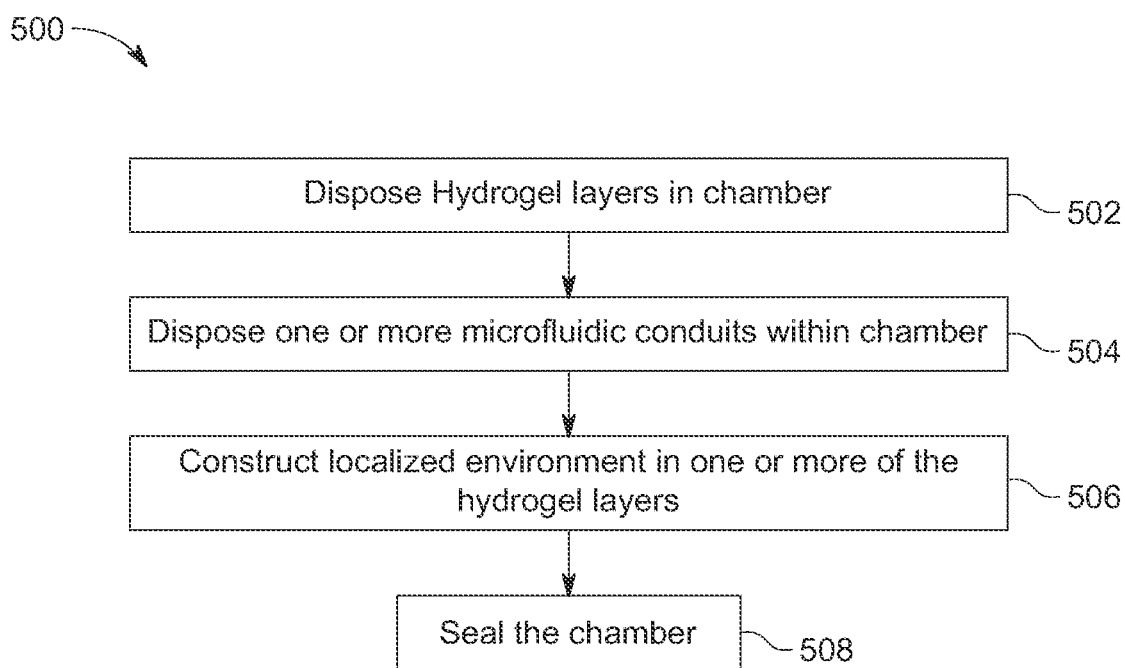 500
Dispose Hydrogel layers in chamber
502
Dispose one or more microfluidic conduits within chamber
504
Construct localized environment in one or more of the
hydrogel layers
506
Seal the chamber
508